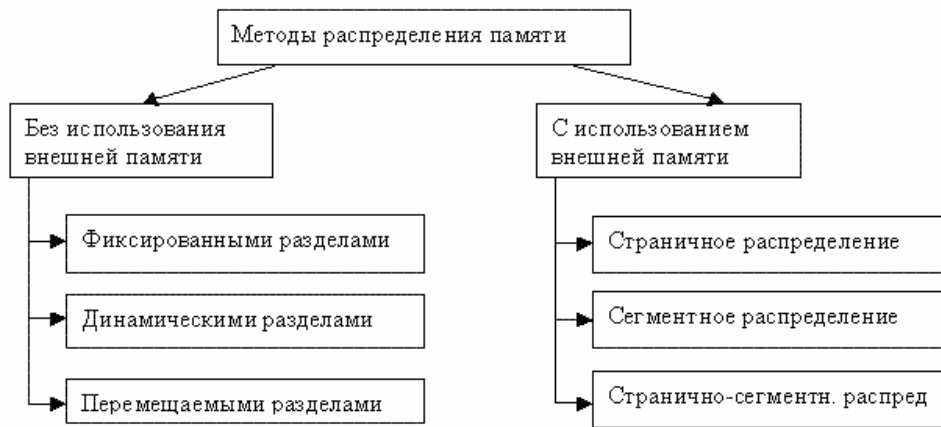 Методы распределения памяти
Без использования
внешней памяти
Фиксированными разделами
Динамическими разделами
Перемещаемыми разделами
С использованием
внешней памяти
Страничное распределение
Сегментное распределение
Странично-сегментн. распред